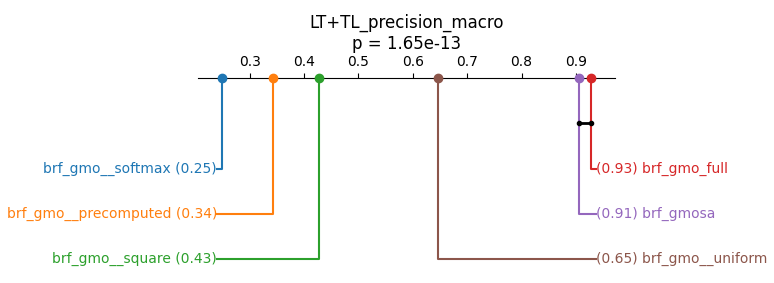 LT+TL_precision_macro
p = 1.65e-13
0.3 0.4 0.5 0.6 0.7 0.8 0.9
brf_gmo__softmax (0.25) (0.93) brf_gmo_full
brf_gmo__precomputed (0.34) (0.91) brf_gmosa
brf_gmo__square (0.43) (0.65) brf_gmo__uniform